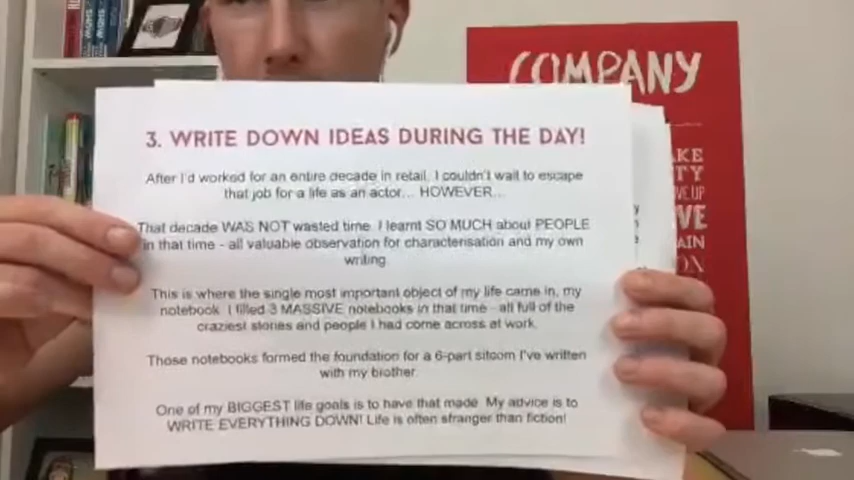 3. WRITE DOWN IDEAS DURING THE DAY!
After I'd worked for an entire decade in retail, I couldn't wait to escape
that job for a life as an actor... HOWEVER...
That decade WAS NOT wasted time. I learnt SO MUCH about PEOPLE
in that time - all valuable observation for characterisation and my own
writing.
This is where the single most important object of my life came in, my
notebook. I filled 3 MASSIVE notebooks in that time - all full of the
craziest stories and people I had come across at work.
Those notebooks formed the foundation for a 6-part sitcom I've written
with my brother.
One of my BIGGEST life goals is to have that made. My advice is to
WRITE EVERYTHING DOWN! Life is often stranger than fiction!
COMPANY